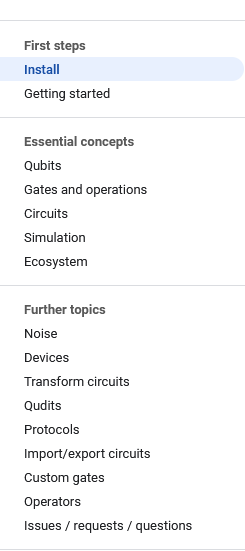 First steps
Install
Getting started
Essential concepts
Qubits
Gates and operations
Circuits
Simulation
Ecosystem
Further topics
Noise
Devices
Transform circuits
Qudits
Protocols
Import/export circuits
Custom gates
Operators
Issues / requests / questions